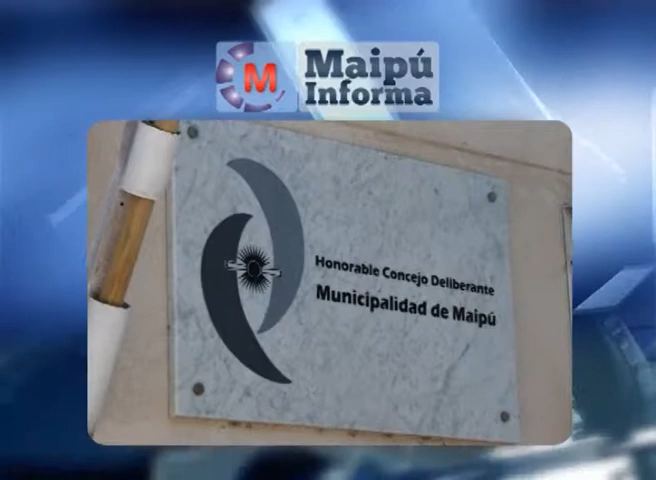 M
Maipú
Informa
Honorable Concejo Deliberante
Municipalidad de Maipú